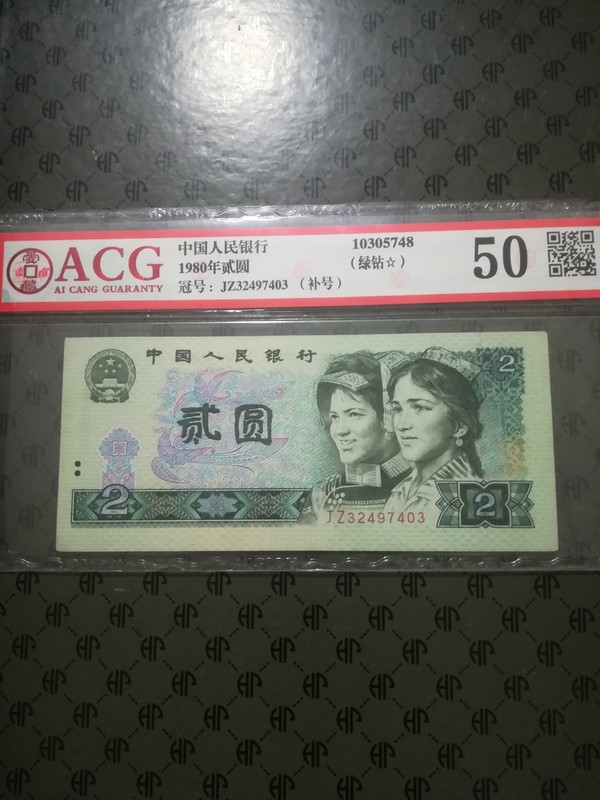 ACG
AI CANG GUARANTY
中国人民银行
1980年贰圆
冠号：JZ32497403（补号）
10305748
（绿钻☆）
50
中国人民银行
贰圆
2
2
JZ32497403
2